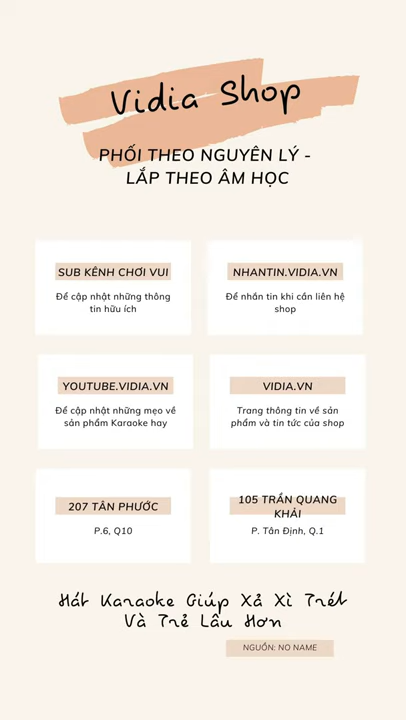 Vidia Shop
PHỐI THEO NGUYÊN LÝ -
LẮP THEO ÂM HỌC
SUB KÊNH CHƠI VUI
Để cập nhật những thông
tin hữu ích
NHANTIN.VIDIA.VN
Để nhắn tin khi cần liên hệ
shop
YOUTUBE.VIDIA.VN
Để cập nhật những mẹo về
sản phẩm Karaoke hay
VIDIA.VN
Trang thông tin về sản
phẩm và tin tức của shop
207 TÂN PHƯỚC
P.6, Q10
105 TRẦN QUANG
KHẢI
P. Tân Định, Q.1
Hát Karaoke Giúp Xả Xì Trét
Và Trẻ Lâu Hơn
NGUỒN: NO NAME